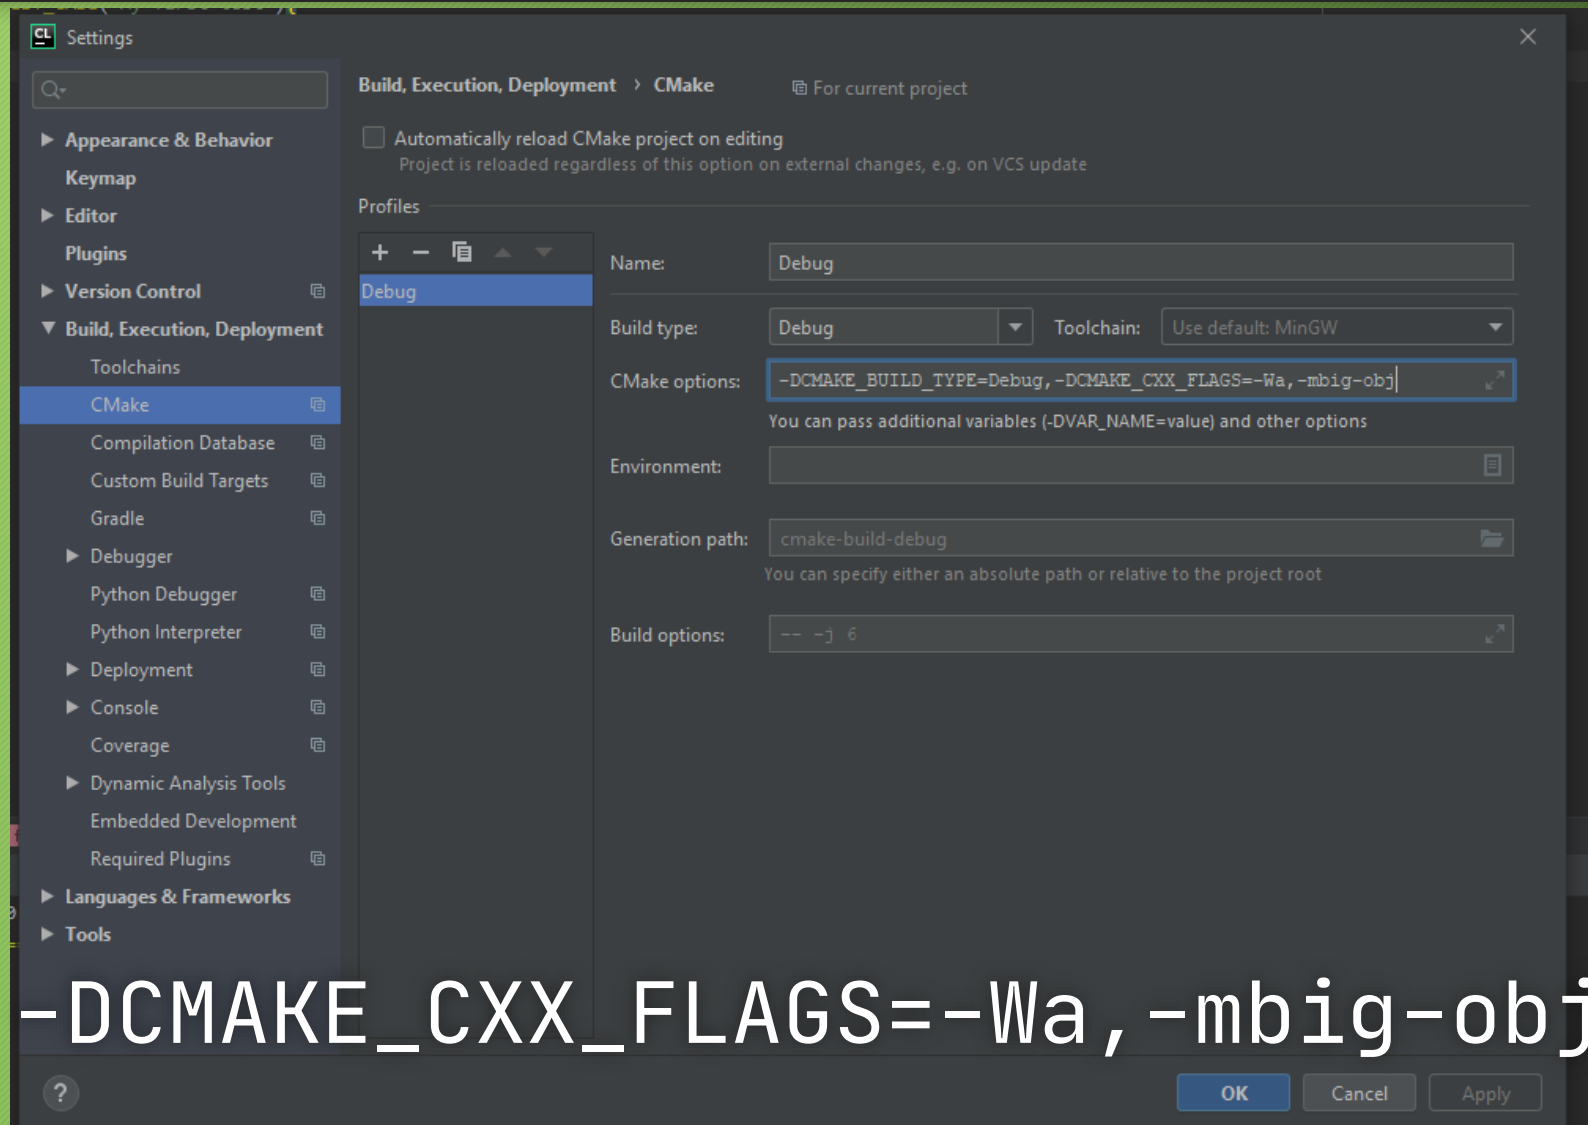 CL Settings
Build, Execution, Deployment › CMake For current project
Automatically reload CMake project on editing
Project is reloaded regardless of this option on external changes, e.g. on VCS update
Appearance & Behavior
Keymap
Editor
Plugins
Version Control
Build, Execution, Deployment
Toolchains
CMake
Compilation Database
Custom Build Targets
Gradle
Debugger
Python Debugger
Python Interpreter
Deployment
Console
Coverage
Dynamic Analysis Tools
Embedded Development
Required Plugins
Languages & Frameworks
Tools
Profiles
Debug
Name: Debug
Build type: Debug Toolchain: Use default: MinGW
CMake options: -DCMAKE_BUILD_TYPE=Debug,-DCMAKE_CXX_FLAGS=-Wa,-mbig-obj
You can pass additional variables (-DVAR_NAME=value) and other options
Environment:
Generation path: cmake-build-debug
You can specify either an absolute path or relative to the project root
Build options: -- -j 6
-DCMAKE_CXX_FLAGS=-Wa,-mbig-obj
? OK Cancel Apply